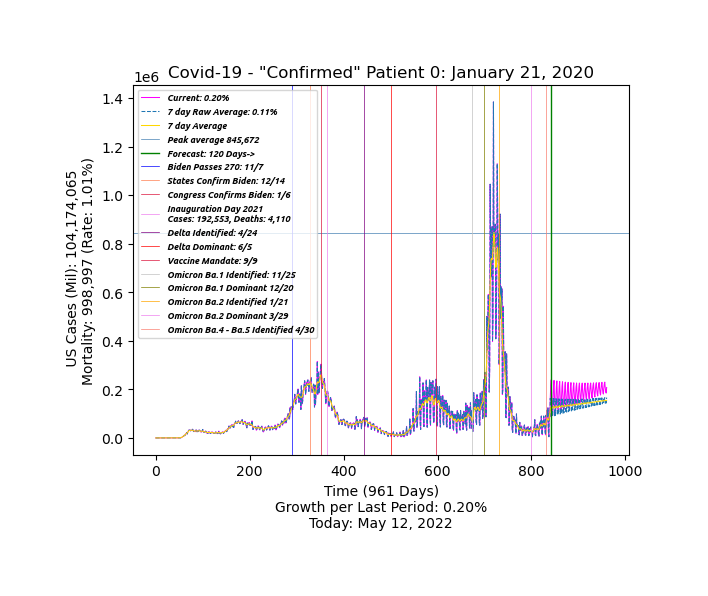 Covid-19 - "Confirmed" Patient 0: January 21, 2020
1e6
1.4
1.2
1.0
0.8
0.6
0.4
0.2
0.0
US Cases (Mil): 104,174,065
Mortality: 998,997 (Rate: 1.01%)
Current: 0.20%
7 day Raw Average: 0.11%
7 day Average
Peak average 845,672
Forecast: 120 Days->
Biden Passes 270: 11/7
States Confirm Biden: 12/14
Congress Confirms Biden: 1/6
Inauguration Day 2021
Cases: 192,553, Deaths: 4,110
Delta Identified: 4/24
Delta Dominant: 6/5
Vaccine Mandate: 9/9
Omicron Ba.1 Identified: 11/25
Omicron Ba.1 Dominant 12/20
Omicron Ba.2 Identified 1/21
Omicron Ba.2 Dominant 3/29
Omicron Ba.4 - Ba.5 Identified 4/30
0 200 400 600 800 1000
Time (961 Days)
Growth per Last Period: 0.20%
Today: May 12, 2022